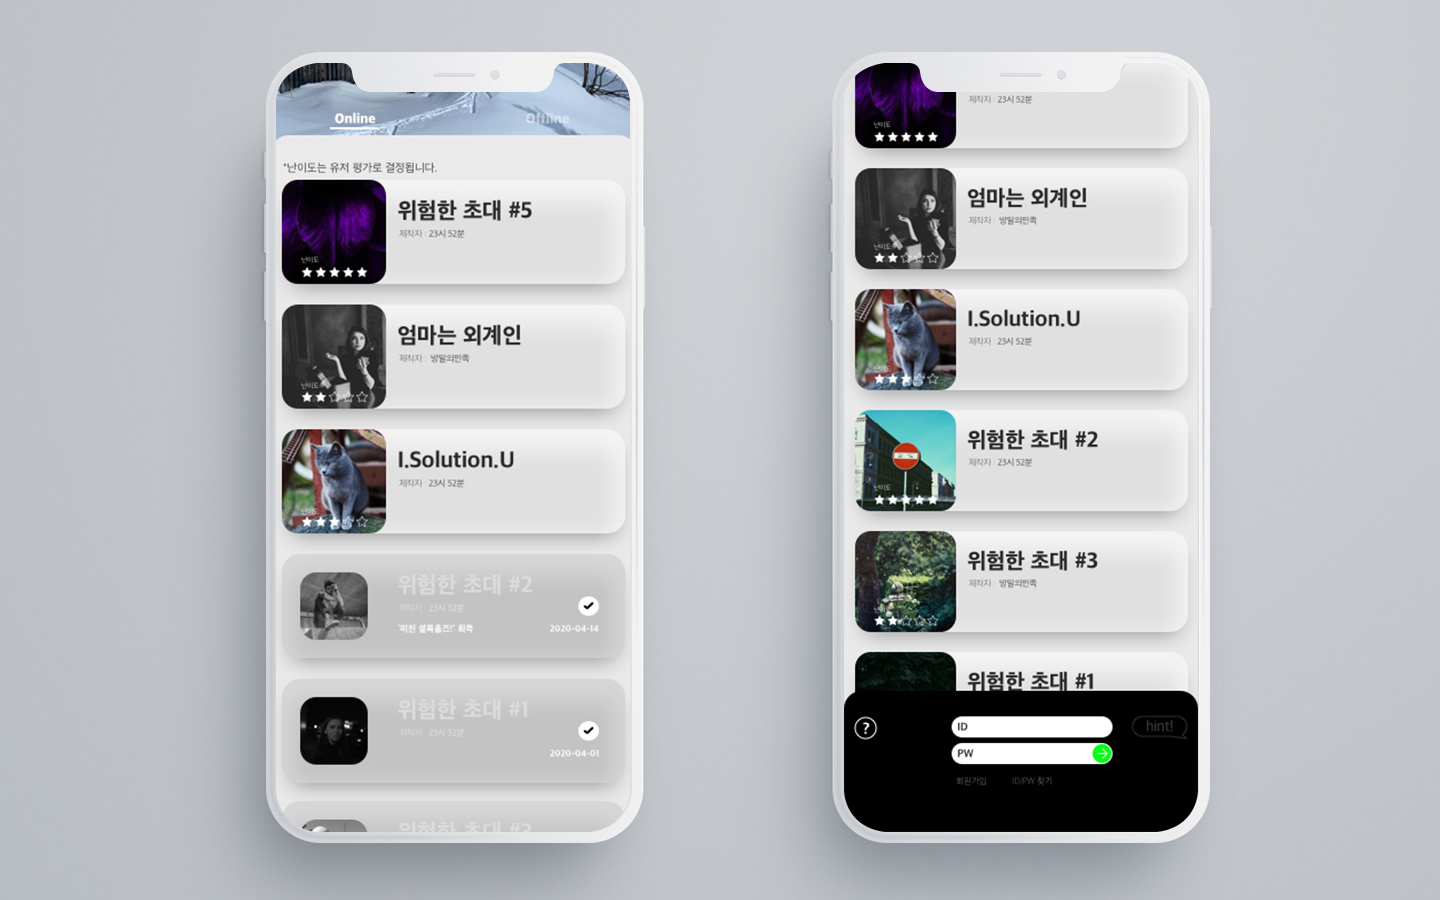 Online
Offline
*난이도는 유저 평가로 결정됩니다.
위험한 초대 #5
제작자 : 23시 52분
난이도
엄마는 외계인
제작자 : 방탈의만족
난이도
I.Solution.U
제작자 : 23시 52분
난이도
위험한 초대 #2
제작자 : 23시 52분
'미친 셜록홈즈!' 획득
2020-04-14
위험한 초대 #1
제작자 : 23시 52분
2020-04-01
제작자 : 23시 52분
난이도
엄마는 외계인
제작자 : 방탈의만족
난이도
I.Solution.U
제작자 : 23시 52분
난이도
위험한 초대 #2
제작자 : 23시 52분
난이도
위험한 초대 #3
제작자 : 방탈의만족
난이도
위험한 초대 #1
?
ID
PW
회원가입
ID/PW 찾기
hint!